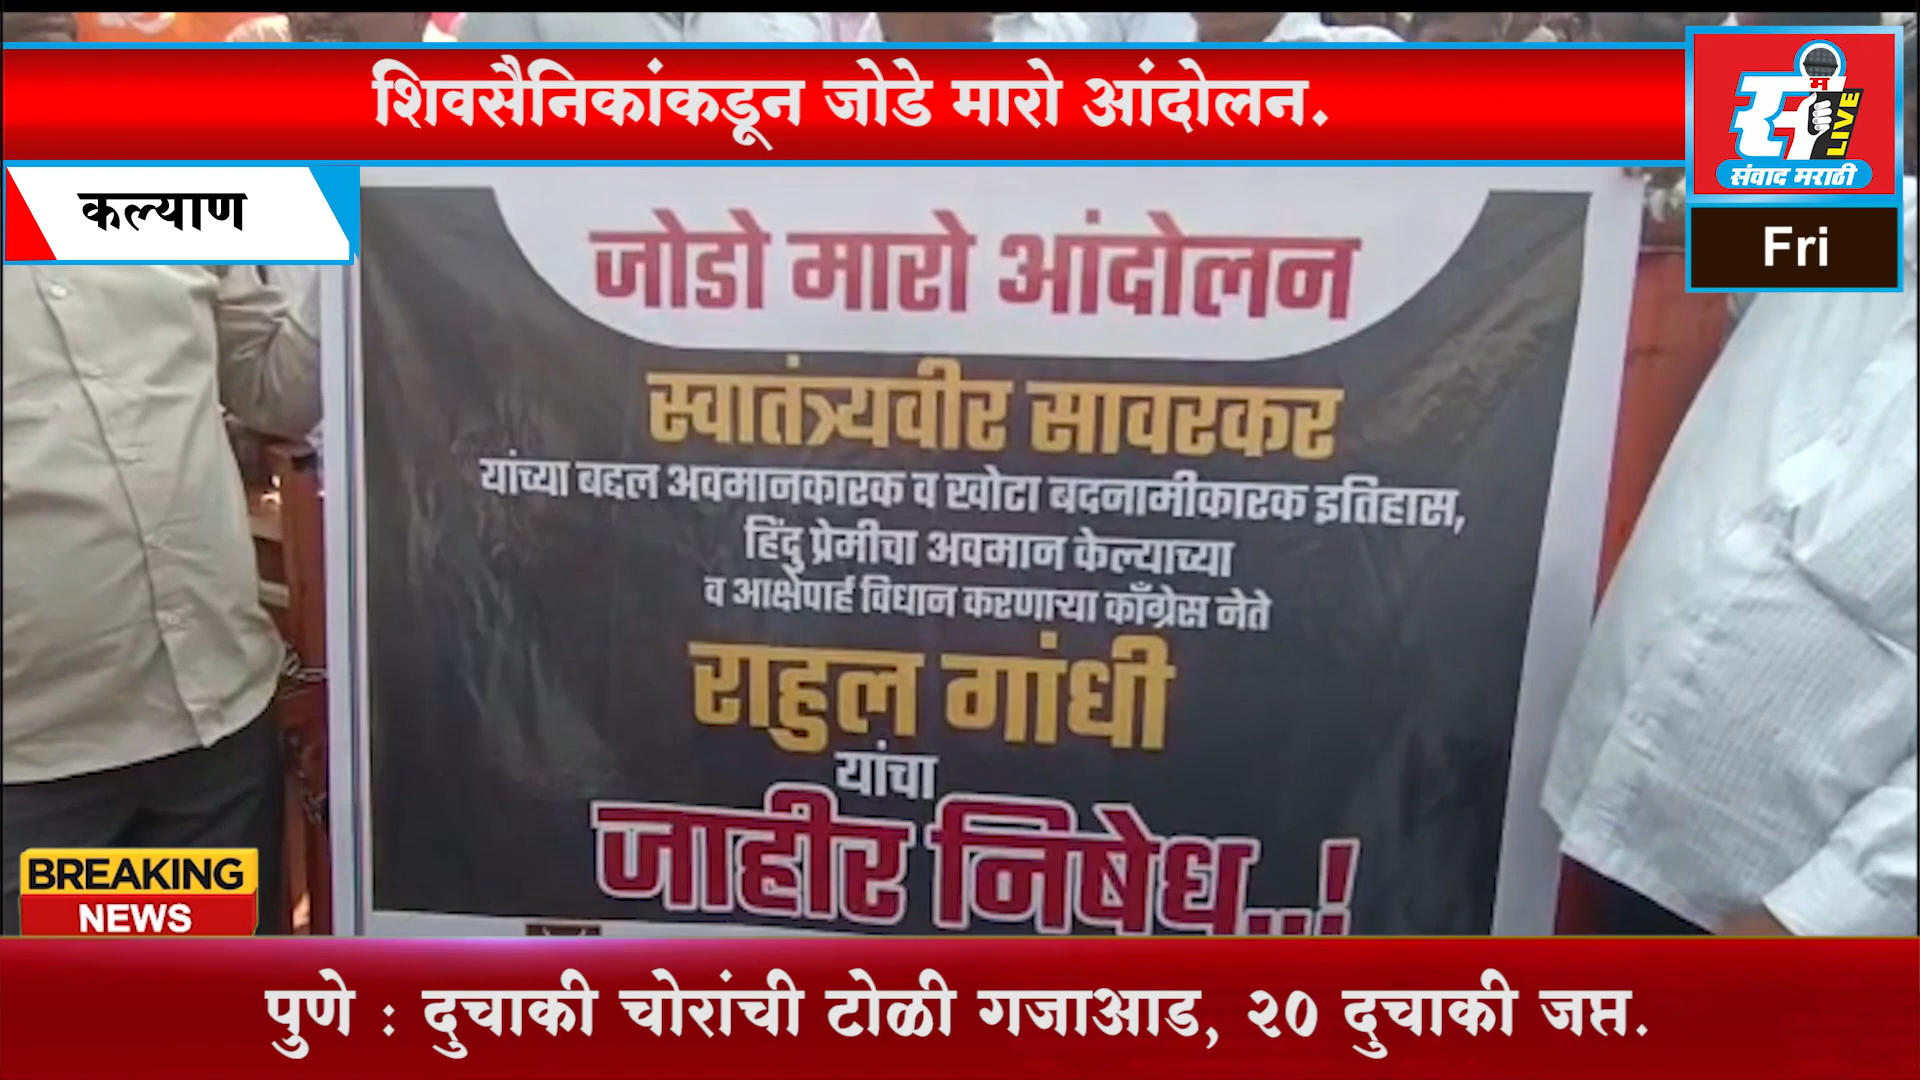 शिवसैनिकांकडून जोडे मारो आंदोलन.
स म
LIVE
संवाद मराठी
कल्याण
Fri
जोडो मारो आंदोलन
स्वातंत्र्यवीर सावरकर
यांच्या बद्दल अवमानकारक व खोटा बदनामीकारक इतिहास,
हिंदु प्रेमीचा अवमान केल्याच्या
व आक्षेपार्ह विधान करणाऱ्या काँग्रेस नेते
राहुल गांधी
यांचा
जाहीर निषेध..!
BREAKING
NEWS
पुणे : दुचाकी चोरांची टोळी गजाआड, २० दुचाकी जप्त.